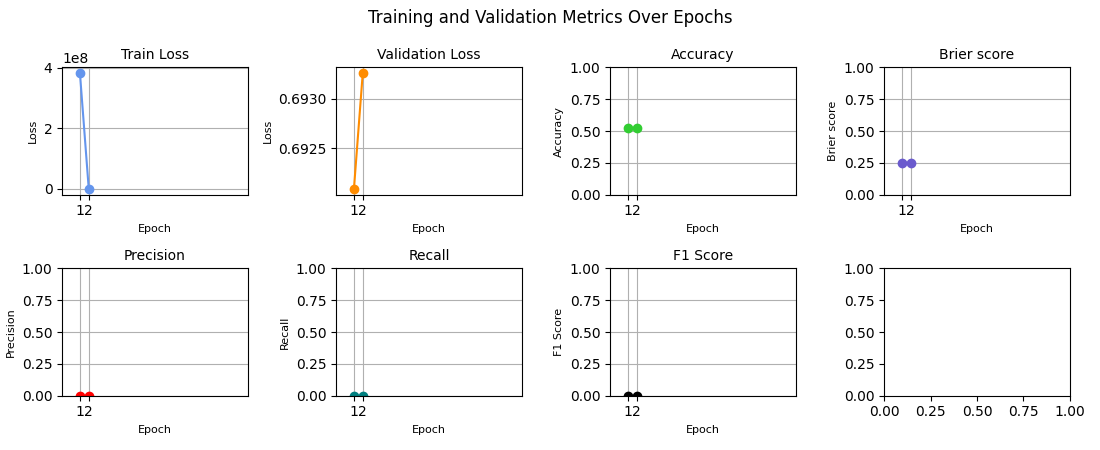 Training and Validation Metrics Over Epochs
Train Loss
1e8
4
2
0
Loss
12
Epoch
Validation Loss
0.6930
0.6925
Loss
12
Epoch
Accuracy
1.00
0.75
0.50
0.25
0.00
Accuracy
12
Epoch
Brier score
1.00
0.75
0.50
0.25
0.00
Brier score
12
Epoch
Precision
1.00
0.75
0.50
0.25
0.00
Precision
12
Epoch
Recall
1.00
0.75
0.50
0.25
0.00
Recall
12
Epoch
F1 Score
1.00
0.75
0.50
0.25
0.00
F1 Score
12
Epoch
1.00
0.75
0.50
0.25
0.00
0.00 0.25 0.50 0.75 1.00